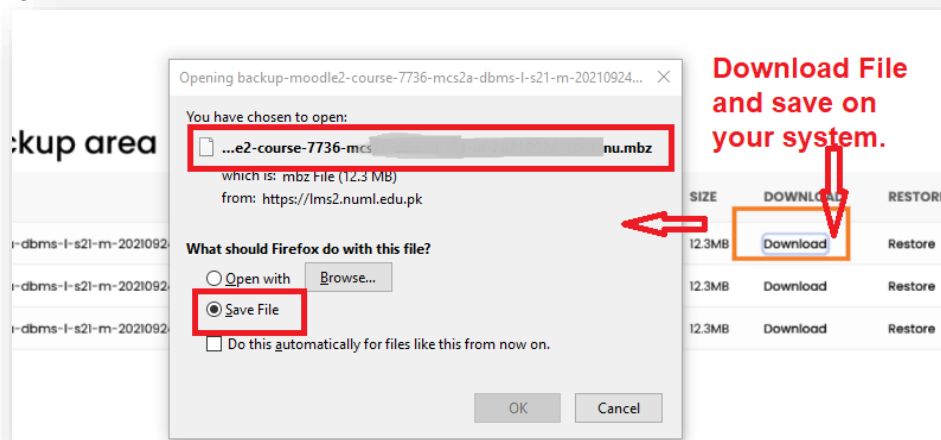 Opening backup-moodle2-course-7736-mcs2a-dbms-l-s21-m-20210924...
Download File
and save on
your system.
You have chosen to open:
...e2-course-7736-mcs nu.mbz
which is: mbz File (12.3 MB)
from: https://lms2.numl.edu.pk
ckup area
SIZE DOWNLOAD RESTORE
-dbms-l-s21-m-2021092 12.3MB Download Restore
What should Firefox do with this file?
Open with Browse...
-dbms-l-s21-m-2021092 12.3MB Download Restore
Save File
-dbms-l-s21-m-2021092 12.3MB Download Restore
Do this automatically for files like this from now on.
OK Cancel